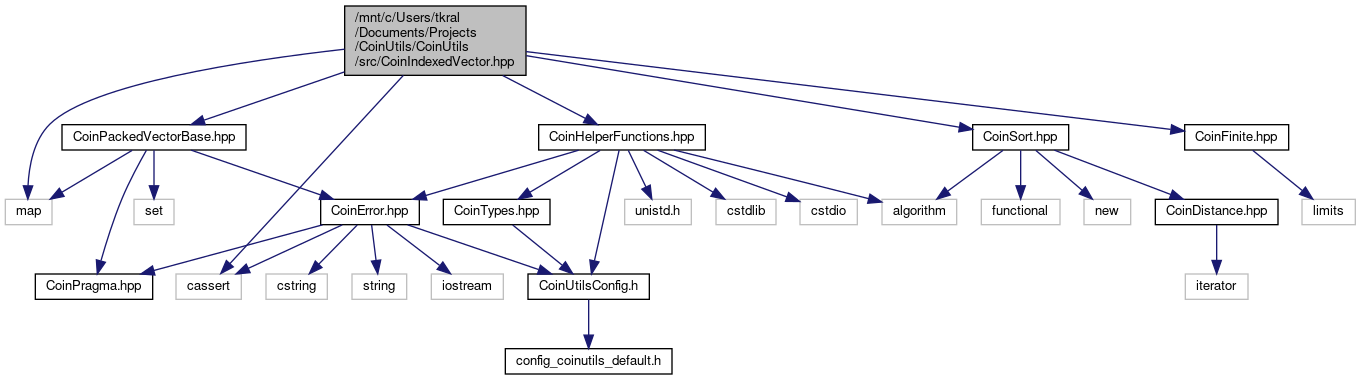 /mnt/c/Users/tkral
/Documents/Projects
/CoinUtils/CoinUtils
/src/CoinIndexedVector.hpp
CoinPackedVectorBase.hpp
CoinHelperFunctions.hpp
CoinSort.hpp
CoinFinite.hpp
map
set
CoinError.hpp
CoinTypes.hpp
unistd.h
cstdlib
cstdio
algorithm
functional
new
CoinDistance.hpp
limits
CoinPragma.hpp
cassert
cstring
string
iostream
CoinUtilsConfig.h
iterator
config_coinutils_default.h